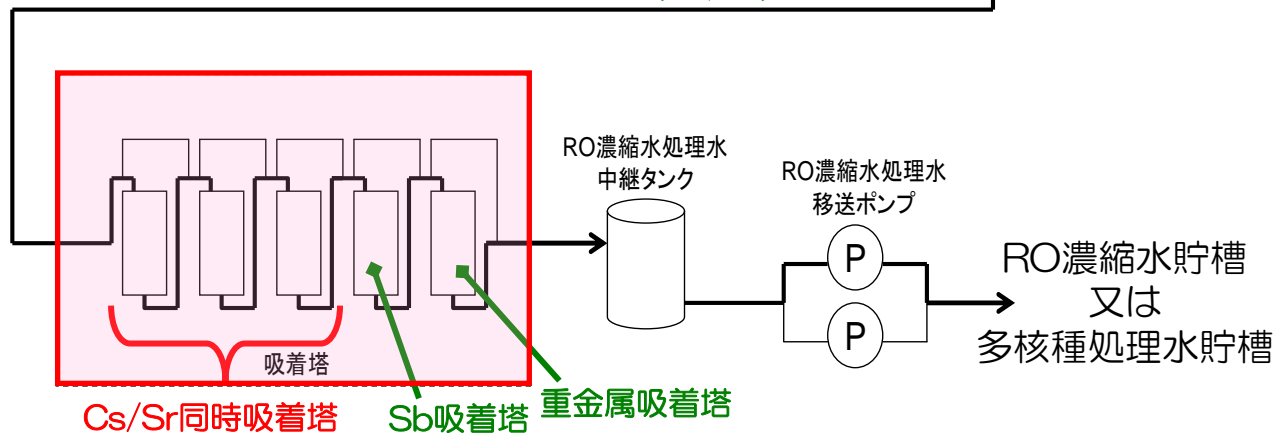 RO濃縮水処理水
中継タンク
RO濃縮水処理水
移送ポンプ
P
P
RO濃縮水貯槽
又は
多核種処理水貯槽
吸着塔
Cs/Sr同時吸着塔
Sb吸着塔
重金属吸着塔